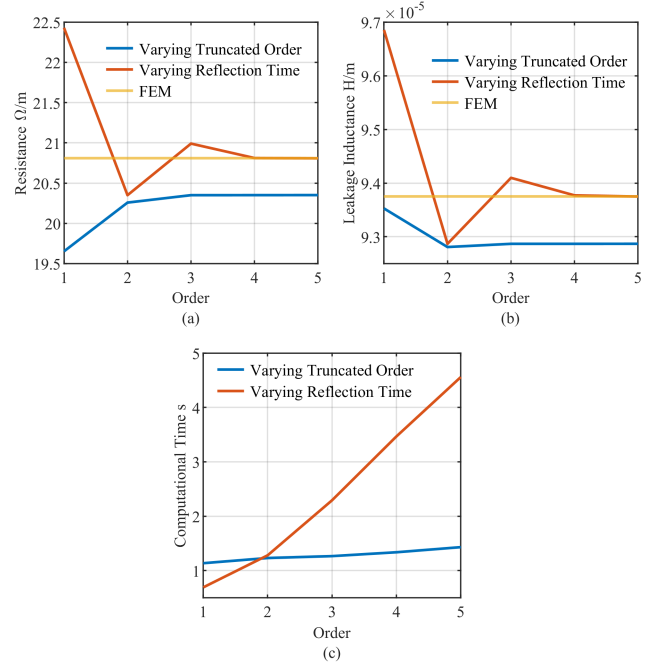 22.5
22
21.5
21
20.5
20
19.5
Resistance Ω/m
Varying Truncated Order
Varying Reflection Time
FEM
1 2 3 4 5
Order
(a)
×10⁻⁵
9.7
9.6
9.5
9.4
9.3
Leakage Inductance H/m
Varying Truncated Order
Varying Reflection Time
FEM
1 2 3 4 5
Order
(b)
5
4
3
2
1
Computational Time s
Varying Truncated Order
Varying Reflection Time
1 2 3 4 5
Order
(c)